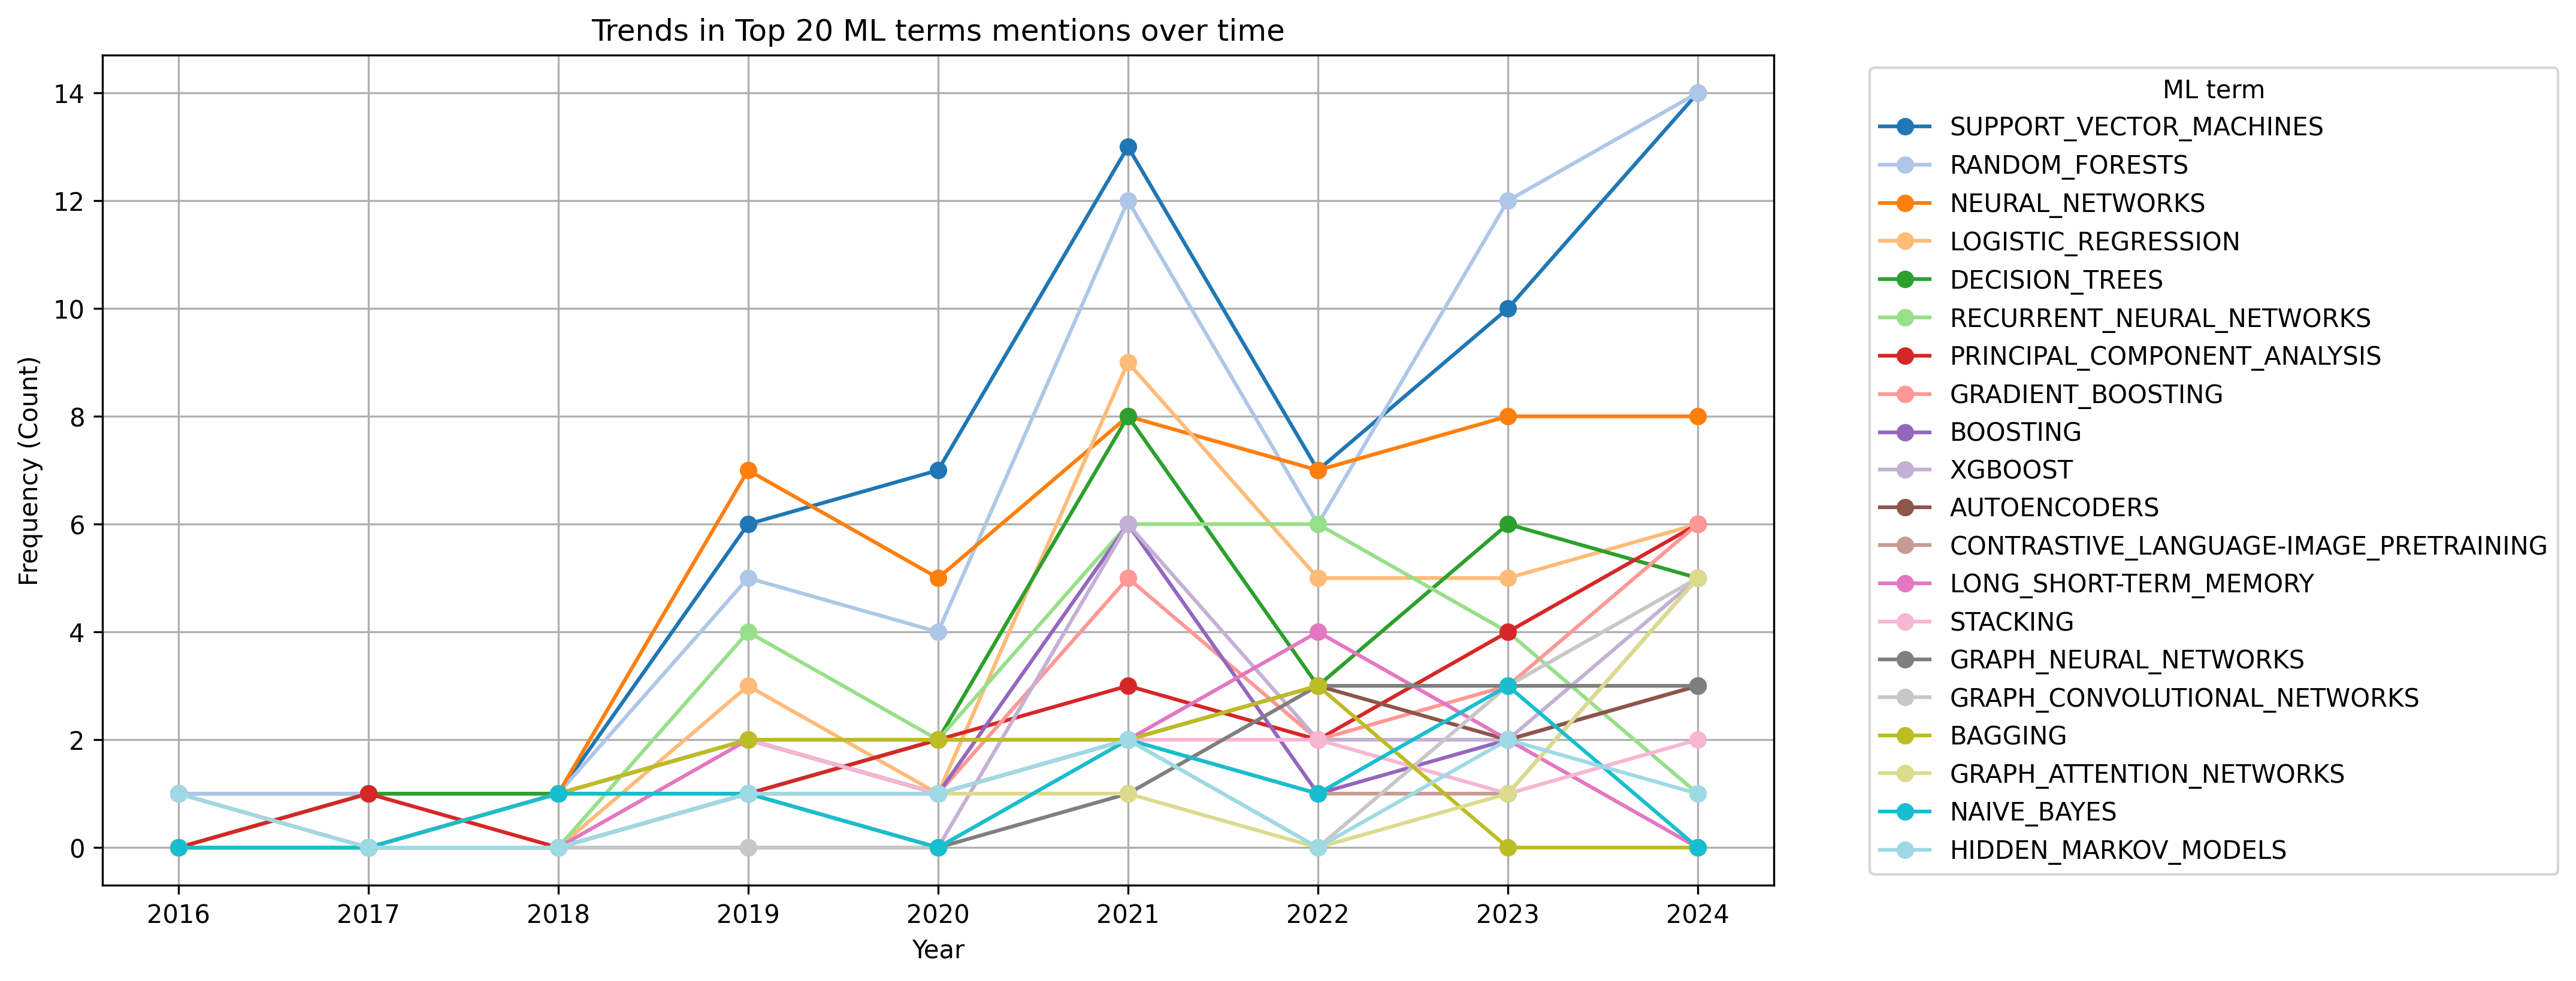 Trends in Top 20 ML terms mentions over time
14
12
10
8
6
4
2
0
Frequency (Count)
2016 2017 2018 2019 2020 2021 2022 2023 2024
Year
ML term
SUPPORT_VECTOR_MACHINES
RANDOM_FORESTS
NEURAL_NETWORKS
LOGISTIC_REGRESSION
DECISION_TREES
RECURRENT_NEURAL_NETWORKS
PRINCIPAL_COMPONENT_ANALYSIS
GRADIENT_BOOSTING
BOOSTING
XGBOOST
AUTOENCODERS
CONTRASTIVE_LANGUAGE-IMAGE_PRETRAINING
LONG_SHORT-TERM_MEMORY
STACKING
GRAPH_NEURAL_NETWORKS
GRAPH_CONVOLUTIONAL_NETWORKS
BAGGING
GRAPH_ATTENTION_NETWORKS
NAIVE_BAYES
HIDDEN_MARKOV_MODELS